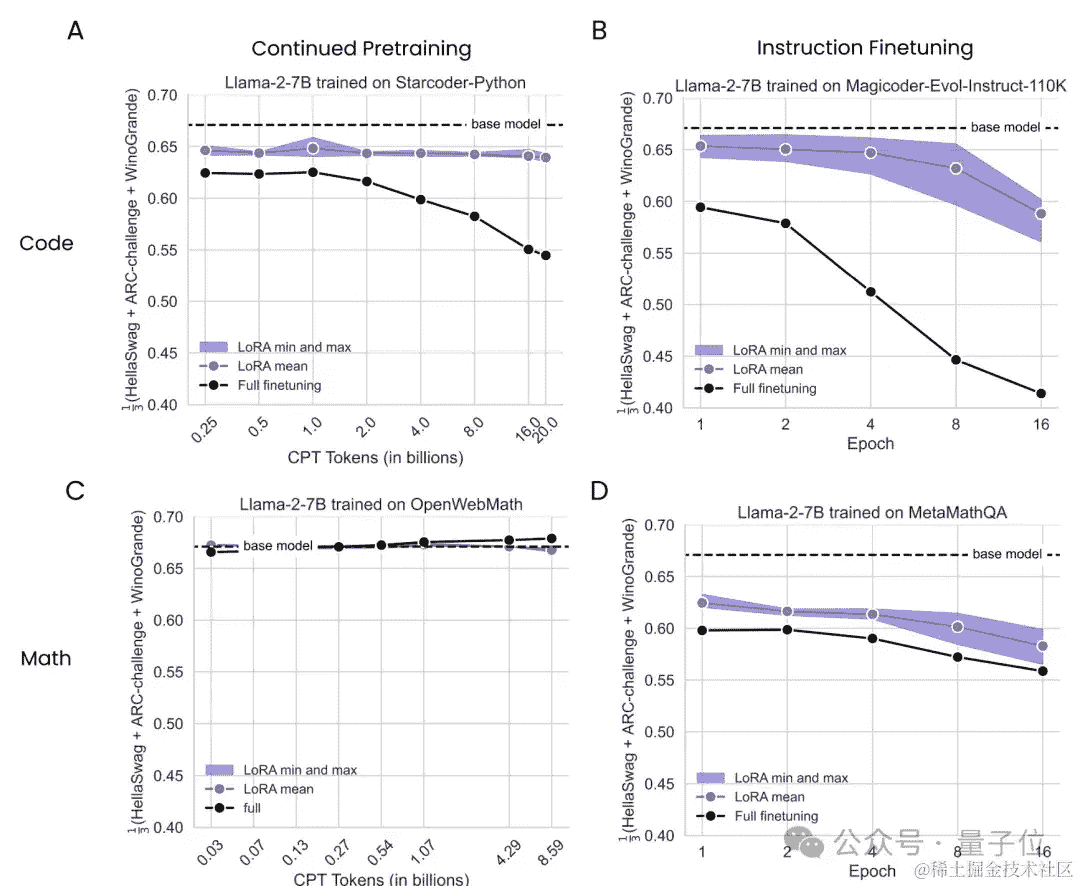 A
Continued Pretraining
B
Instruction Finetuning
Code
Llama-2-7B trained on Starcoder-Python
1/3(HellaSwag + ARC-challenge + WinoGrande)
0.70
0.65
0.60
0.55
0.50
0.45
0.40
base model
LoRA min and max
LoRA mean
Full finetuning
0.25 0.5 1.0 2.0 4.0 8.0 16.0 20.0
CPT Tokens (in billions)
Llama-2-7B trained on Magicoder-Evol-Instruct-110K
1/3(HellaSwag + ARC-challenge + WinoGrande)
0.70
0.65
0.60
0.55
0.50
0.45
0.40
base model
LoRA min and max
LoRA mean
Full finetuning
1 2 4 8 16
Epoch
C
D
Math
Llama-2-7B trained on OpenWebMath
1/3(HellaSwag + ARC-challenge + WinoGrande)
0.70
0.65
0.60
0.55
0.50
0.45
0.40
base model
LoRA min and max
LoRA mean
full
0.03 0.07 0.13 0.27 0.54 1.07 4.29 8.59
CPT Tokens (in billions)
Llama-2-7B trained on MetaMathQA
1/3(HellaSwag + ARC-challenge + WinoGrande)
0.70
0.65
0.60
0.55
0.50
0.45
0.40
base model
LoRA min and max
LoRA mean
Full finetuning
1 2 4 8 16
Epoch
公众号 · 量子位
@稀土掘金技术社区